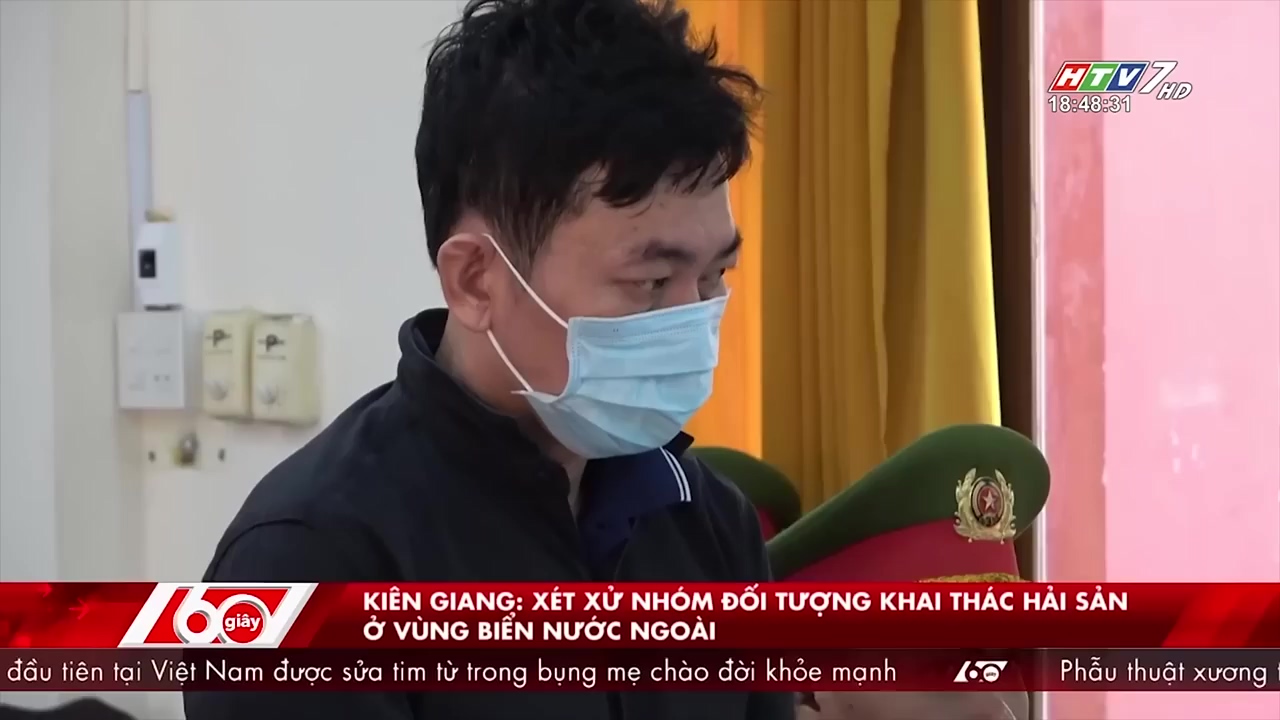 HTV7 HD
18:48:31
60 giây
KIÊN GIANG: XÉT XỬ NHÓM ĐỐI TƯỢNG KHAI THÁC HẢI SẢN
Ở VÙNG BIỂN NƯỚC NGOÀI
đầu tiên tại Việt Nam được sửa tim từ trong bụng mẹ chào đời khỏe mạnh 60 Phẫu thuật xương